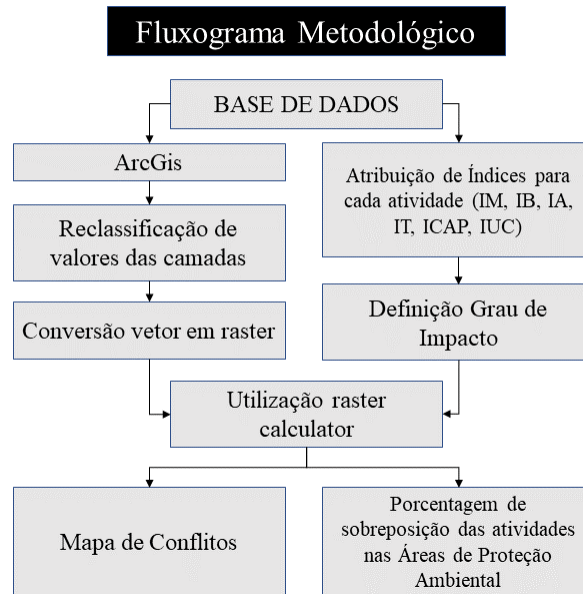 Fluxograma Metodológico
BASE DE DADOS
ArcGis
Reclassificação de
valores das camadas
Conversão vetor em raster
Atribuição de Índices para
cada atividade (IM, IB, IA,
IT, ICAP, IUC)
Definição Grau de
Impacto
Utilização raster
calculator
Mapa de Conflitos
Porcentagem de
sobreposição das atividades
nas Áreas de Proteção
Ambiental